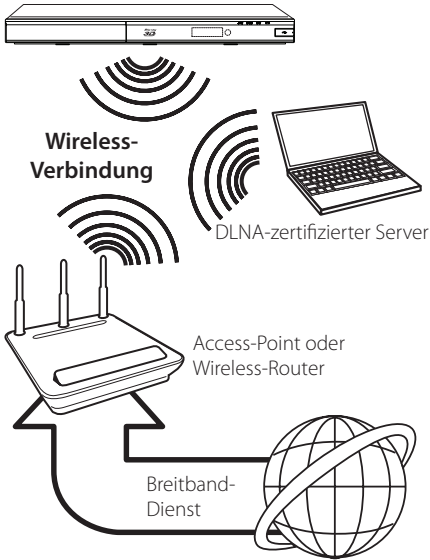 3D
Wireless-
Verbindung
DLNA-zertifizierter Server
Access-Point oder
Wireless-Router
Breitband-
Dienst